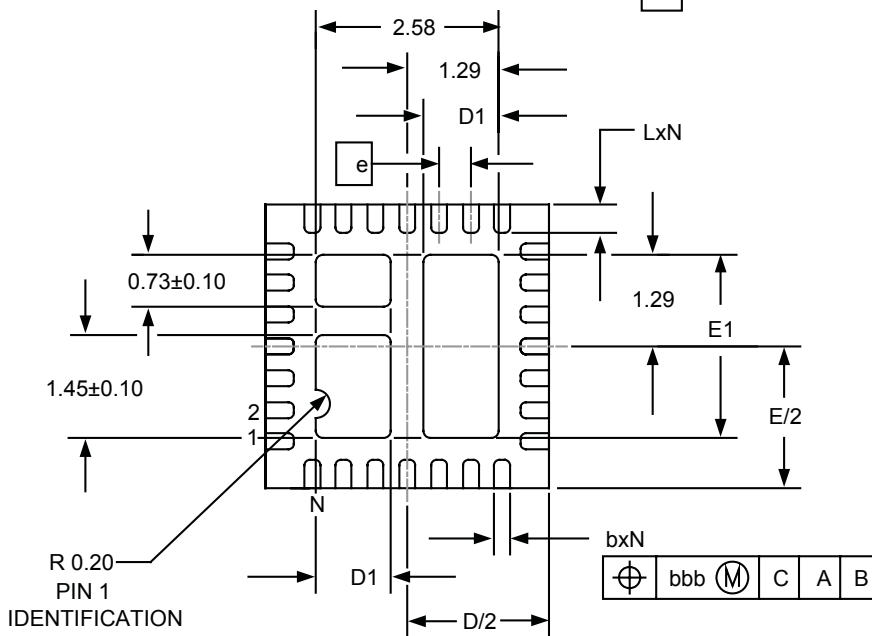 2.58
1.29
D1
LxN
e
0.73±0.10
1.29
E1
1.45±0.10
E/2
2
1
N
bxN
R 0.20
PIN 1
IDENTIFICATION
D1
D/2
⌖ bbb Ⓜ C A B